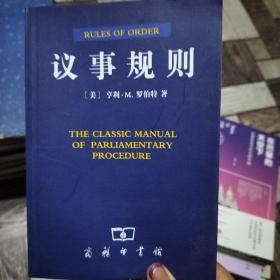 RULES OF ORDER
议事规则
［美］亨利·M. 罗伯特 著
THE CLASSIC MANUAL
OF PARLIAMENTARY
PROCEDURE
商务印书馆